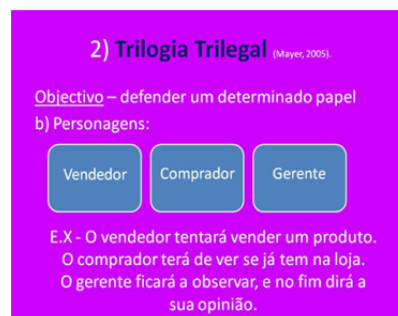 2) Trilogia Trilegal (Mayer, 2005).
Objectivo – defender um determinado papel
b) Personagens:
Vendedor Comprador Gerente
E.X - O vendedor tentará vender um produto.
O comprador terá de ver se já tem na loja.
O gerente ficará a observar, e no fim dirá a
sua opinião.